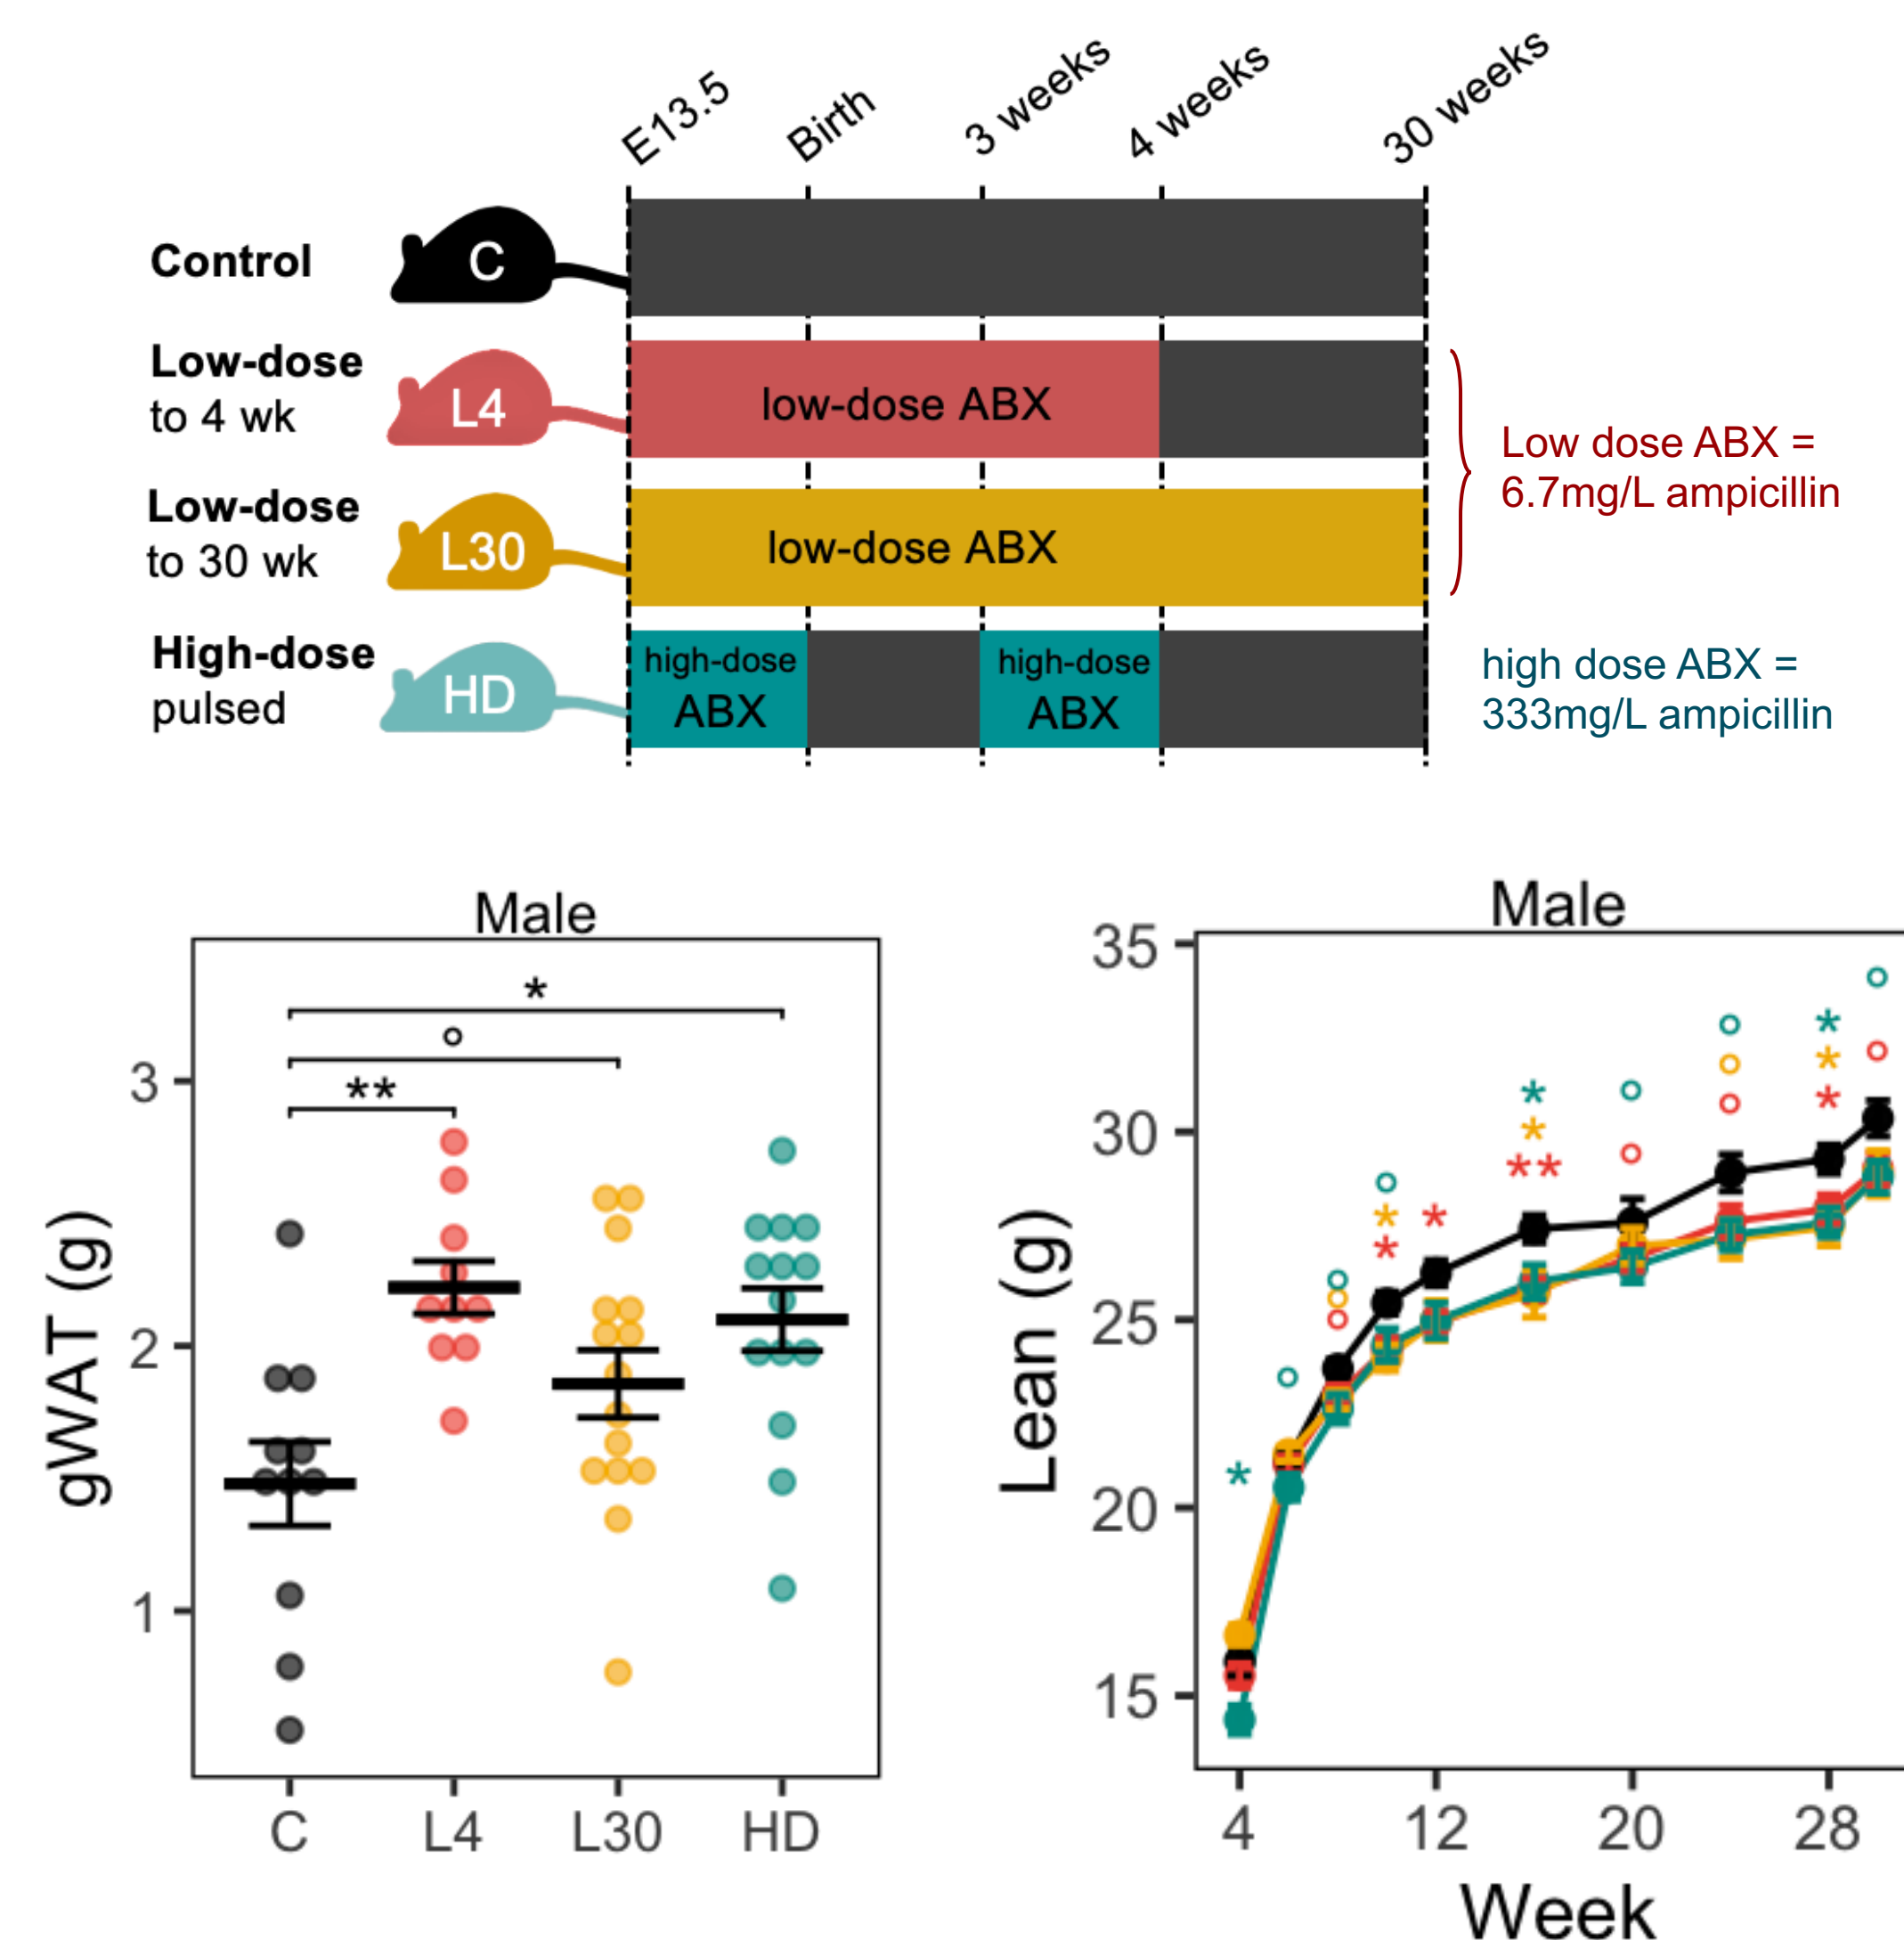 E13.5
Birth
3 weeks
4 weeks
30 weeks
Control
C
Low-dose
to 4 wk
L4
low-dose ABX
Low-dose
to 30 wk
L30
low-dose ABX
Low dose ABX =
6.7mg/L ampicillin
High-dose
pulsed
HD
high-dose
ABX
high-dose
ABX
high dose ABX =
333mg/L ampicillin
Male
gWAT (g)
3
2
1
*
°
**
C
L4
L30
HD
Male
Lean (g)
35
30
25
20
15
*
*
*
*
*
*
**
*
*
*
4
12
20
28
Week